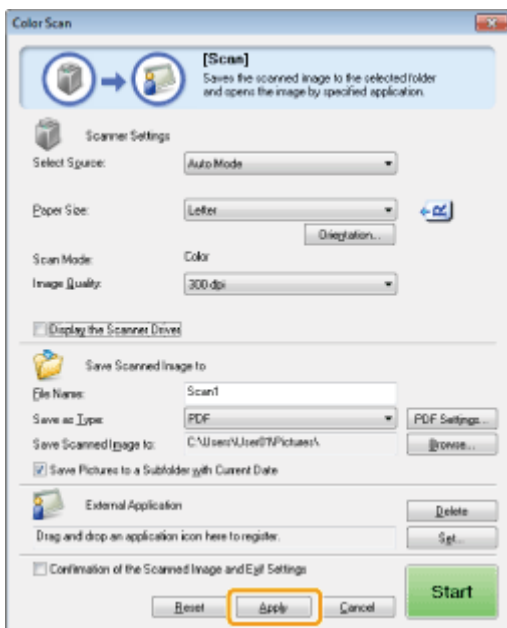 Color Scan
[Scan]
Saves the scanned image to the selected folder
and opens the image by specified application.
Scanner Settings
Select Source: Auto Mode
Paper Size: Letter
Orientation...
Scan Mode: Color
Image Quality: 300 dpi
Display the Scanner Driver
Save Scanned Image to
File Name: Scan1
Save as Type: PDF PDF Settings...
Save Scanned Image to: C:\Users\User01\Pictures\ Browse...
Save Pictures to a Subfolder with Current Date
External Application Delete
Drag and drop an application icon here to register. Set...
Confirmation of the Scanned Image and Exif Settings
Start
Reset Apply Cancel